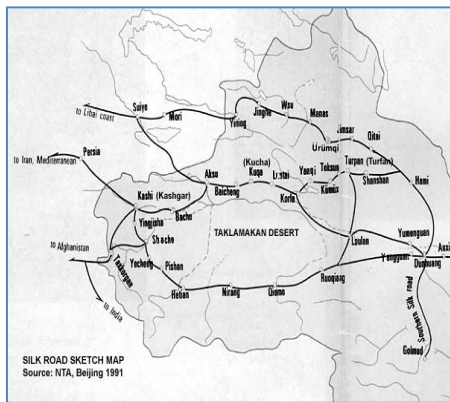 Suiye
Mori
to Libai coast
Yining
Jinghe
Wsu
Manas
Jimsar
Urumqi
Qitai
to Iran, Mediterranean
Persia
Aksu
(Kucha)
Baicheng
Kuqa
Luntai
Yanqi
Toksun
Kumux
Turpan (Turfan)
Shanshan
Hami
Korla
Kashi (Kashgar)
Yingjisha
Bachu
Shache
TAKLAMAKAN DESERT
Loulan
Yumenguan
Yangguan
Dunhuang
Anxi
to Afghanistan
Taxkorgan
Yecheng
Pishan
Hetian
Nirang
Qiemo
Ruoqiang
to India
Southern Silk road
Golmud
SILK ROAD SKETCH MAP
Source: NTA, Beijing 1991